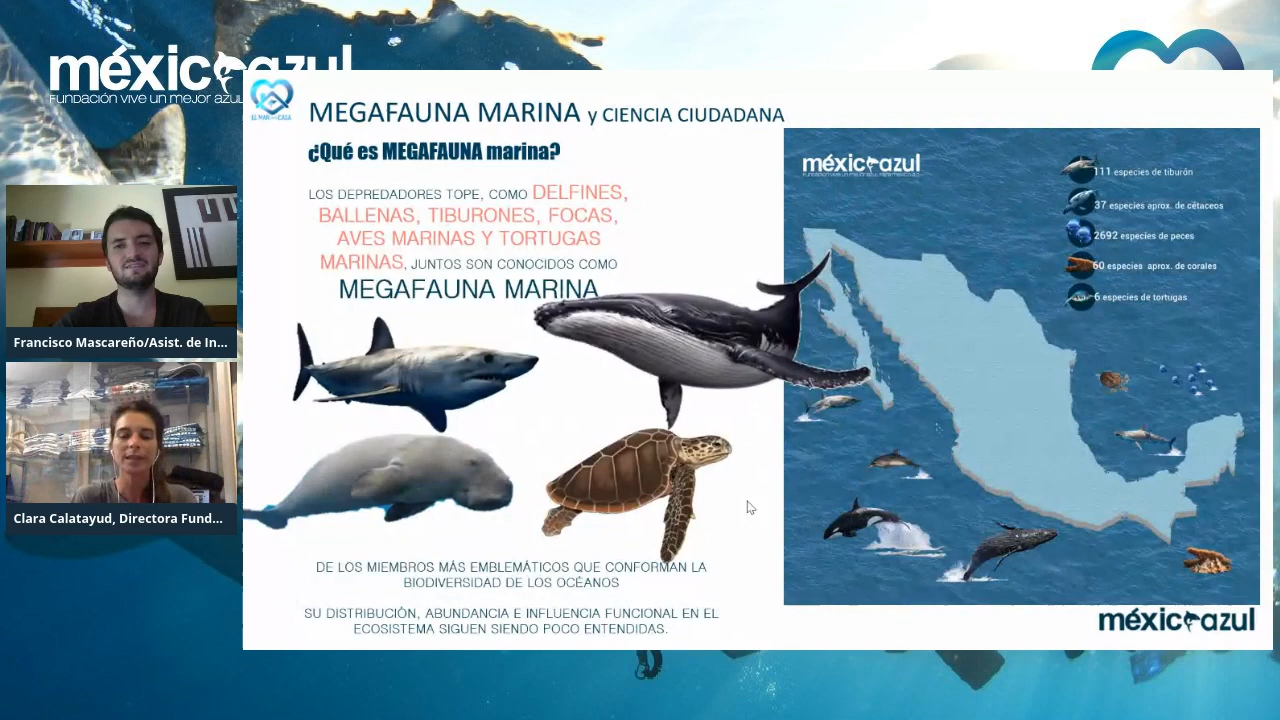 méxicoazul
FUNDACIÓN VIVE UN MEJOR AZUL
EL MAR CASA
MEGAFAUNA MARINA y CIENCIA CIUDADANA
¿Qué es MEGAFAUNA marina?
LOS DEPREDADORES TOPE, COMO DELFINES,
BALLENAS, TIBURONES, FOCAS,
AVES MARINAS Y TORTUGAS
MARINAS, JUNTOS SON CONOCIDOS COMO
MEGAFAUNA MARINA
DE LOS MIEMBROS MÁS EMBLEMÁTICOS QUE CONFORMAN LA
BIODIVERSIDAD DE LOS OCÉANOS
SU DISTRIBUCIÓN, ABUNDANCIA E INFLUENCIA FUNCIONAL EN EL
ECOSISTEMA SIGUEN SIENDO POCO ENTENDIDAS.
méxicoazul
111 especies de tiburón
37 especies aprox. de cétaceos
2692 especies de peces
60 especies aprox. de corales
6 especies de tortugas
méxicoazul
Francisco Mascareño/Asist. de In...
Clara Calatayud, Directora Fund...